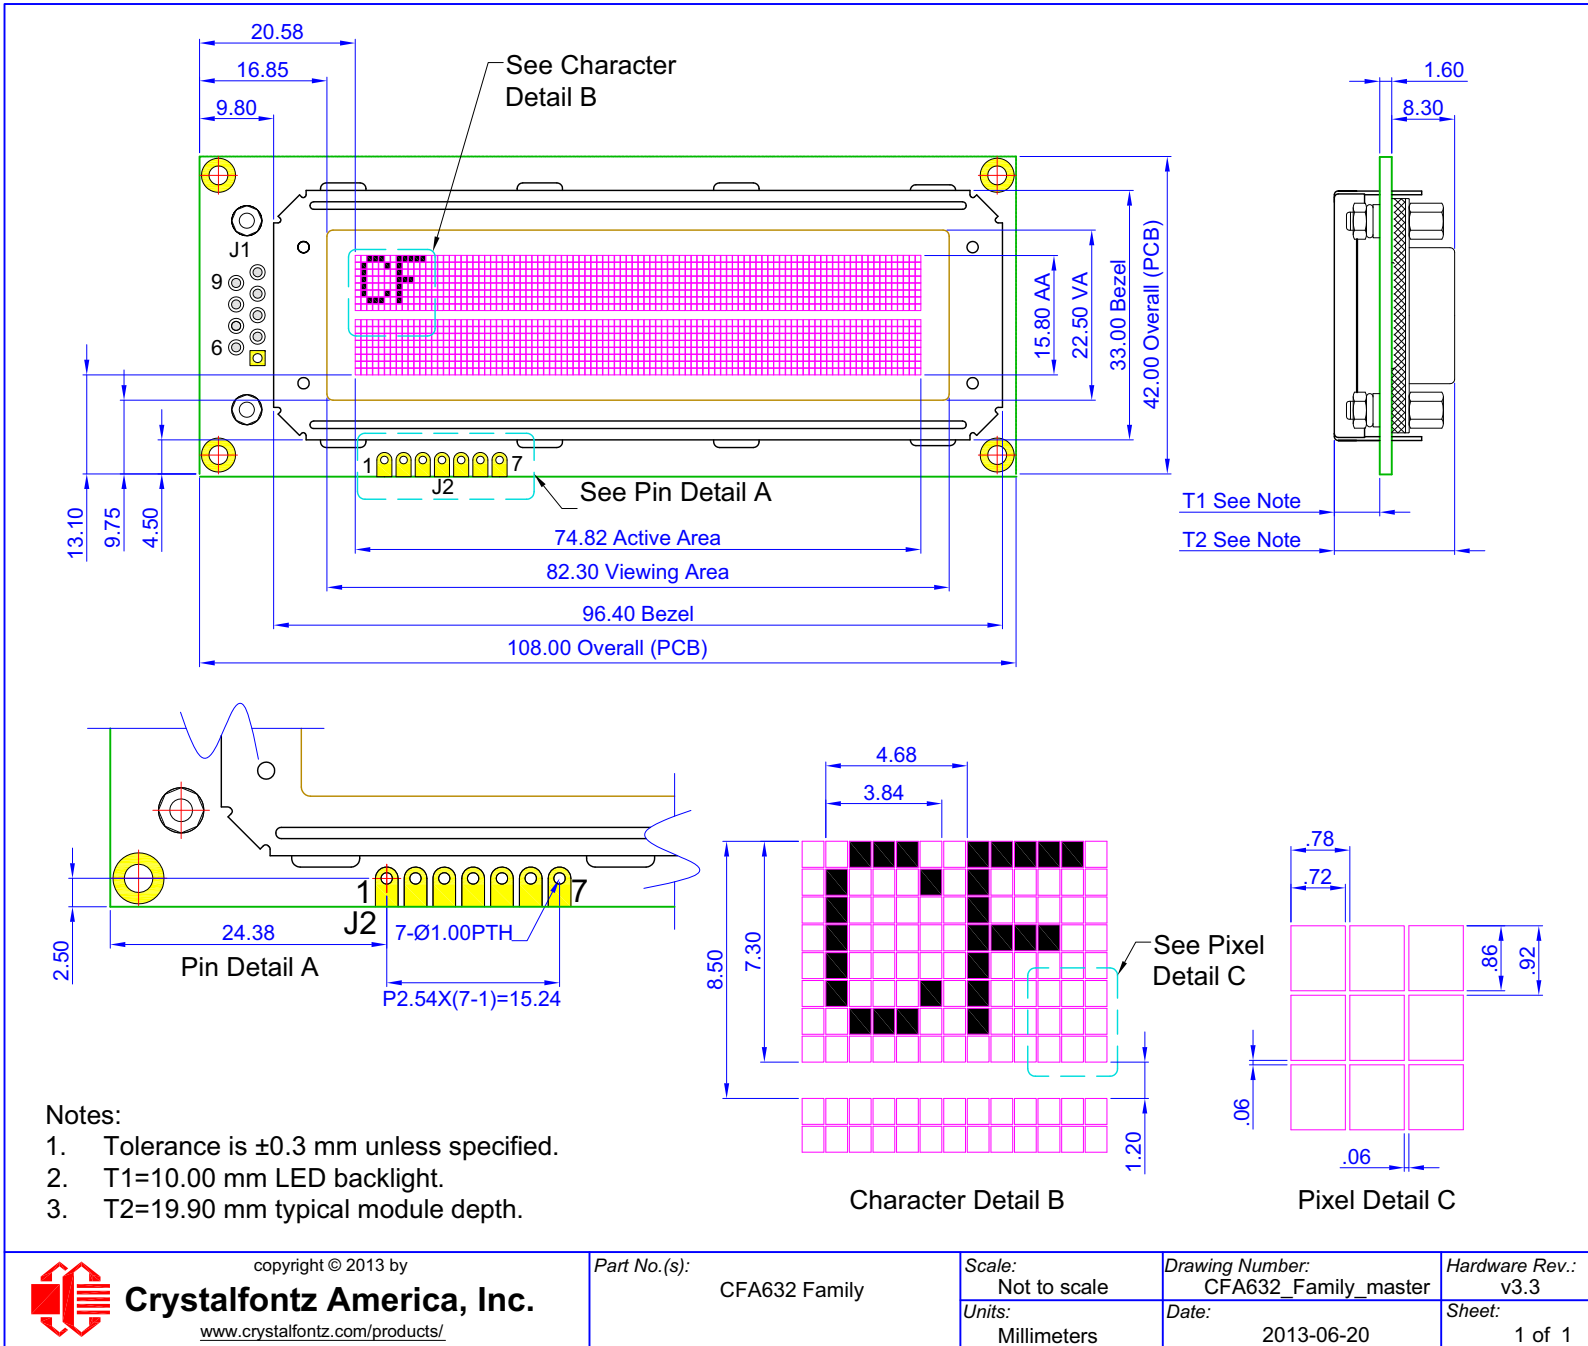 20.58
16.85
9.80
See Character
Detail B
1.60
8.30
J1
9
6
15.80 AA
22.50 VA
33.00 Bezel
42.00 Overall (PCB)
13.10
9.75
4.50
1
7
J2
See Pin Detail A
74.82 Active Area
82.30 Viewing Area
96.40 Bezel
108.00 Overall (PCB)
T1 See Note
T2 See Note
1
7
J2
2.50
24.38
7-Ø1.00PTH
Pin Detail A
P2.54X(7-1)=15.24
4.68
3.84
8.50
7.30
See Pixel
Detail C
1.20
Character Detail B
.78
.72
.86
.92
.06
.06
Pixel Detail C
Notes:
1. Tolerance is ±0.3 mm unless specified.
2. T1=10.00 mm LED backlight.
3. T2=19.90 mm typical module depth.
copyright © 2013 by
Crystalfontz America, Inc.
www.crystalfontz.com/products/
Part No.(s):
CFA632 Family
Scale:
Not to scale
Units:
Millimeters
Drawing Number:
CFA632_Family_master
Date:
2013-06-20
Hardware Rev.:
v3.3
Sheet:
1 of 1